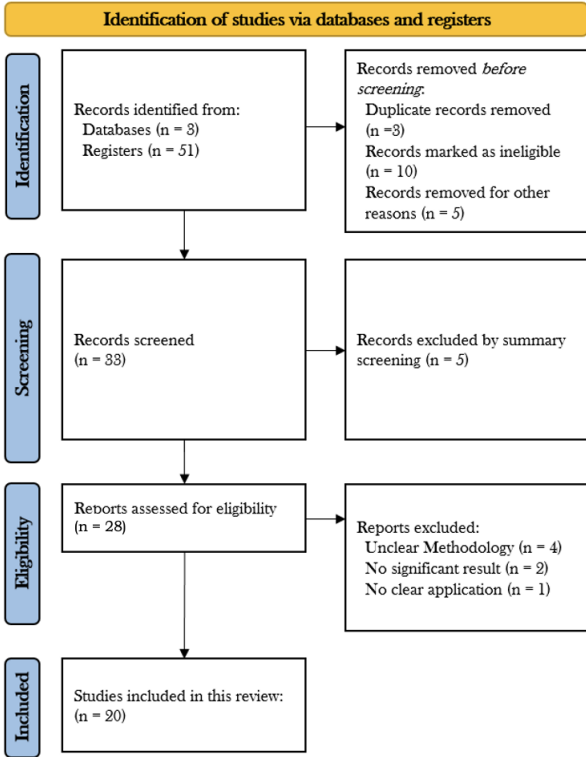 Identification of studies via databases and registers
Identification
Records identified from:
Databases (n = 3)
Registers (n = 51)
Records removed before
screening:
Duplicate records removed
(n =3)
Records marked as ineligible
(n = 10)
Records removed for other
reasons (n = 5)
Screening
Records screened
(n = 33)
Records excluded by summary
screening (n = 5)
Eligibility
Reports assessed for eligibility
(n = 28)
Reports excluded:
Unclear Methodology (n = 4)
No significant result (n = 2)
No clear application (n = 1)
Included
Studies included in this review:
(n = 20)